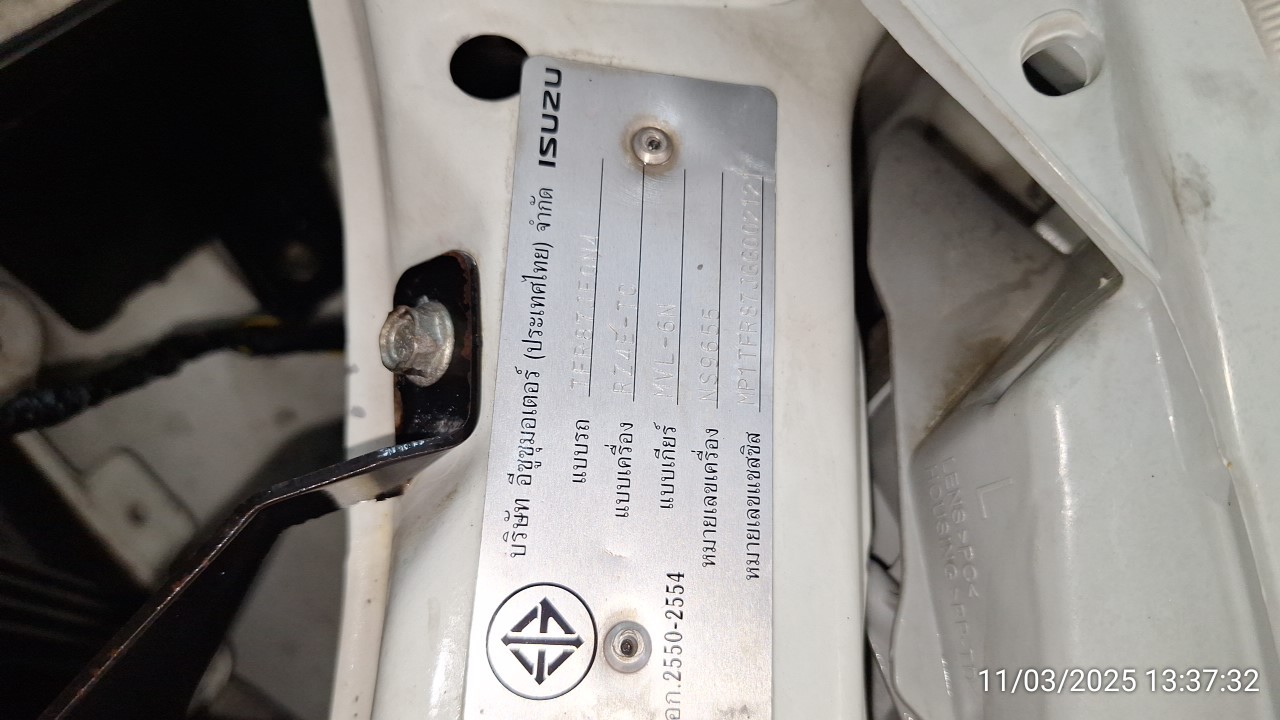 ISUZU
บริษัท อีซูซุมอเตอร์ (ประเทศไทย) จำกัด
แบบรถ
แบบเครื่อง RZ4E-TC
แบบเกียร์ MVL-6N
หมายเลขเครื่อง NS9655
หมายเลขแชสซิส
อก.2550-2554
L
LENS
HOUSING
11/03/2025 13:37:32